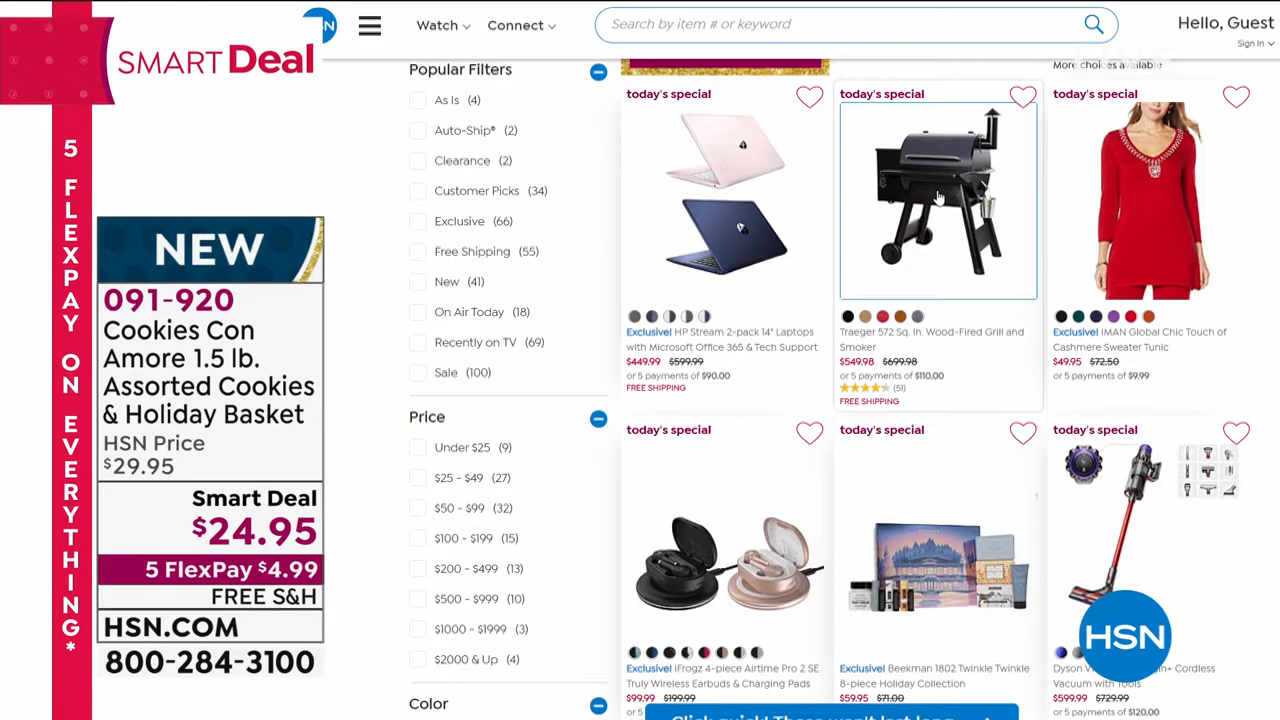 SMART Deal
5 FLEXPAY ON EVERYTHING*
NEW
091-920
Cookies Con
Amore 1.5 lb.
Assorted Cookies
& Holiday Basket
HSN Price
$29.95
Smart Deal
$24.95
5 FlexPay $4.99
FREE S&H
HSN.COM
800-284-3100
Watch
Connect
Search by item # or keyword
Hello, Guest
Sign In
Popular Filters
As Is (4)
Auto-Ship® (2)
Clearance (2)
Customer Picks (34)
Exclusive (66)
Free Shipping (55)
New (41)
On Air Today (18)
Recently on TV (69)
Sale (100)
Price
Under $25 (9)
$25 - $49 (27)
$50 - $99 (32)
$100 - $199 (15)
$200 - $499 (13)
$500 - $999 (10)
$1000 - $1999 (3)
$2000 & Up (4)
Color
More choices available
today's special
Exclusive! HP Stream 2-pack 14" Laptops
with Microsoft Office 365 & Tech Support
$449.99 $599.99
or 5 payments of $90.00
FREE SHIPPING
today's special
Traeger 572 Sq. In. Wood-Fired Grill and
Smoker
$549.98 $699.98
or 5 payments of $110.00
(51)
FREE SHIPPING
today's special
Exclusive! IMAN Global Chic Touch of
Cashmere Sweater Tunic
$49.95 $72.50
or 5 payments of $9.99
today's special
Exclusive! iFrogz 4-piece Airtime Pro 2 SE
Truly Wireless Earbuds & Charging Pads
$99.99 $199.99
or 5
today's special
Exclusive! Beekman 1802 Twinkle Twinkle
8-piece Holiday Collection
$59.95 $71.00
today's special
Dyson
Cordless
Vacuum with Tools
$599.99 $729.99
or 5 payments of $120.00
HSN